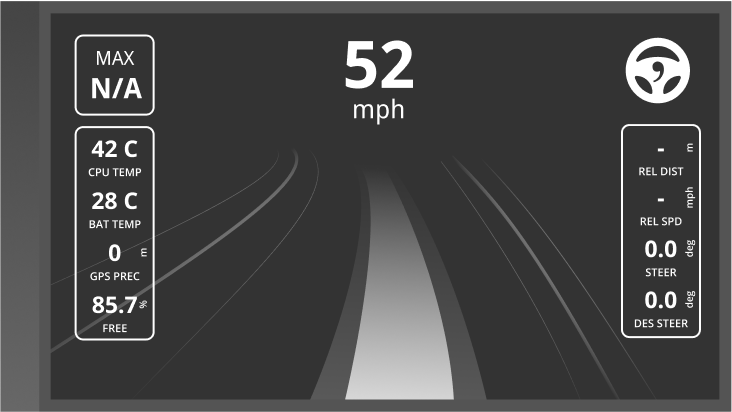 MAX
N/A
52
mph
42 C
CPU TEMP
28 C
BAT TEMP
0 m
GPS PREC
85.7 %
FREE
- m
REL DIST
- mph
REL SPD
0.0 deg
STEER
0.0 deg
DES STEER